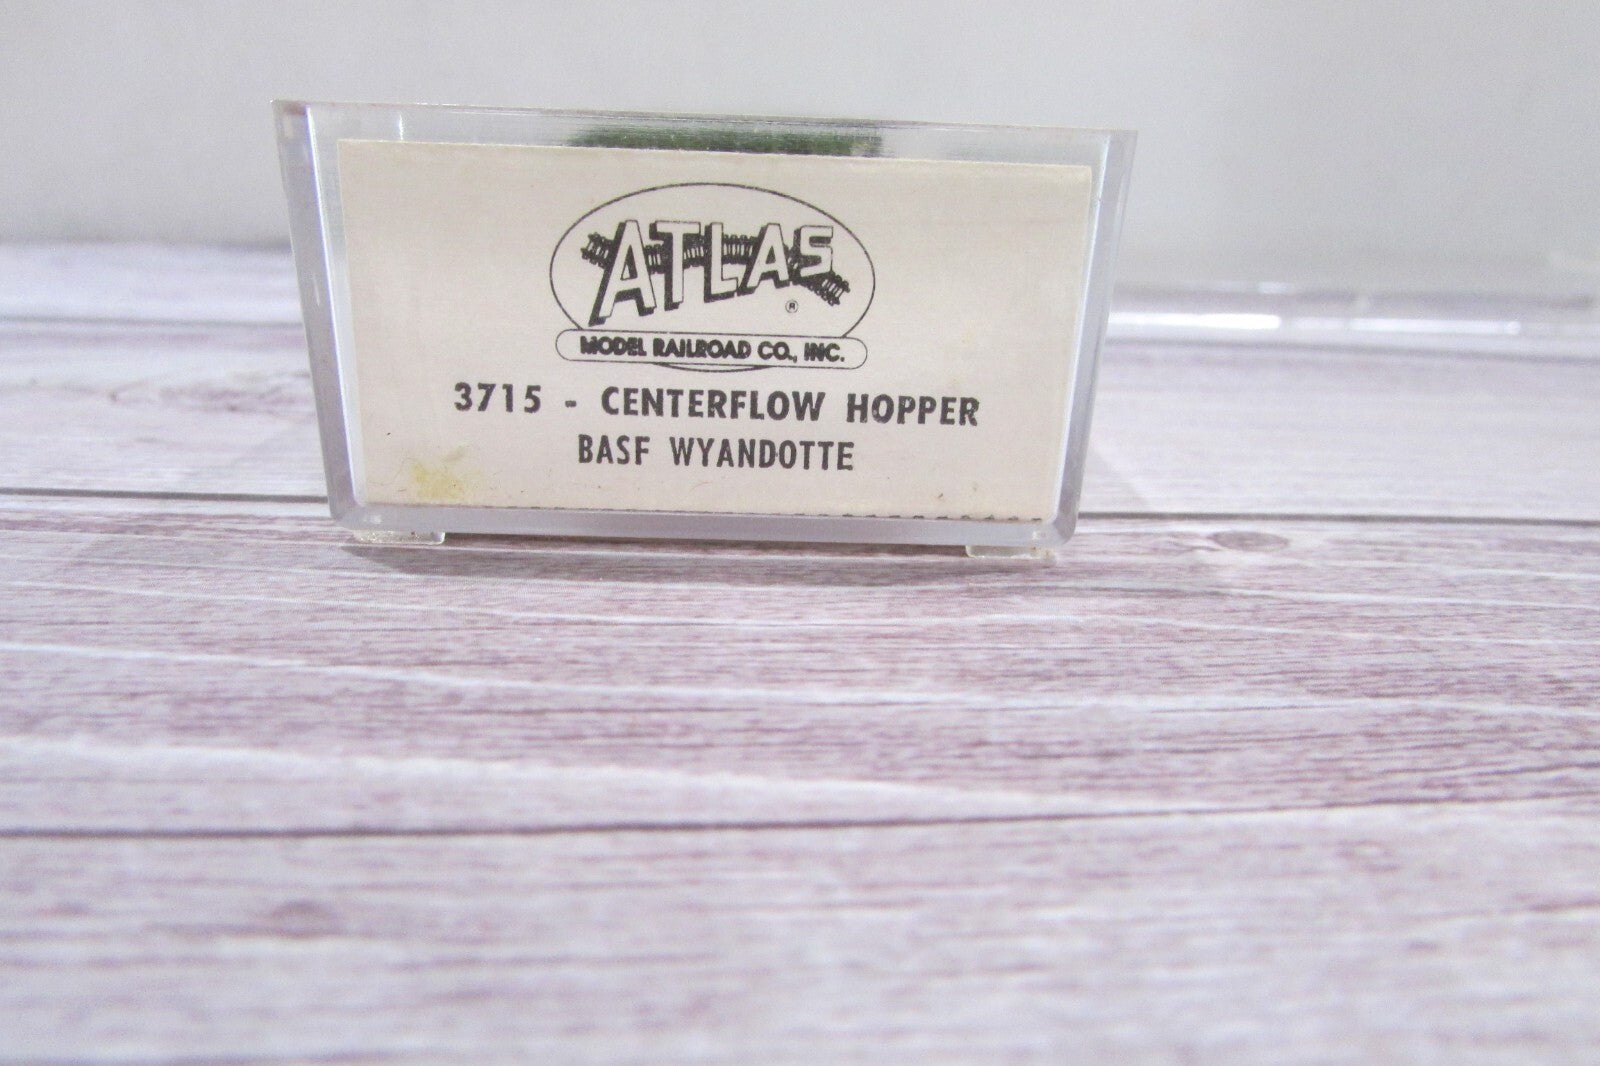 ATLAS
®
MODEL RAILROAD CO., INC.
3715 - CENTERFLOW HOPPER
BASF WYANDOTTE